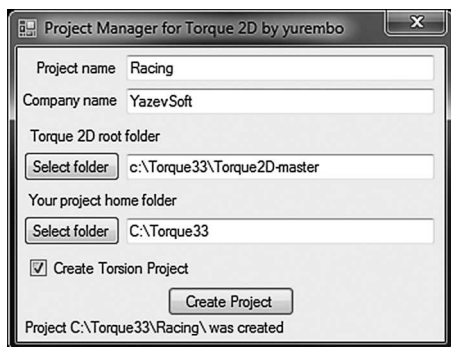 Project Manager for Torque 2D by yurembo
Project name Racing
Company name YazevSoft
Torque 2D root folder
Select folder c:\Torque33\Torque2D-master
Your project home folder
Select folder C:\Torque33
Create Torsion Project
Create Project
Project C:\Torque33\Racing\ was created